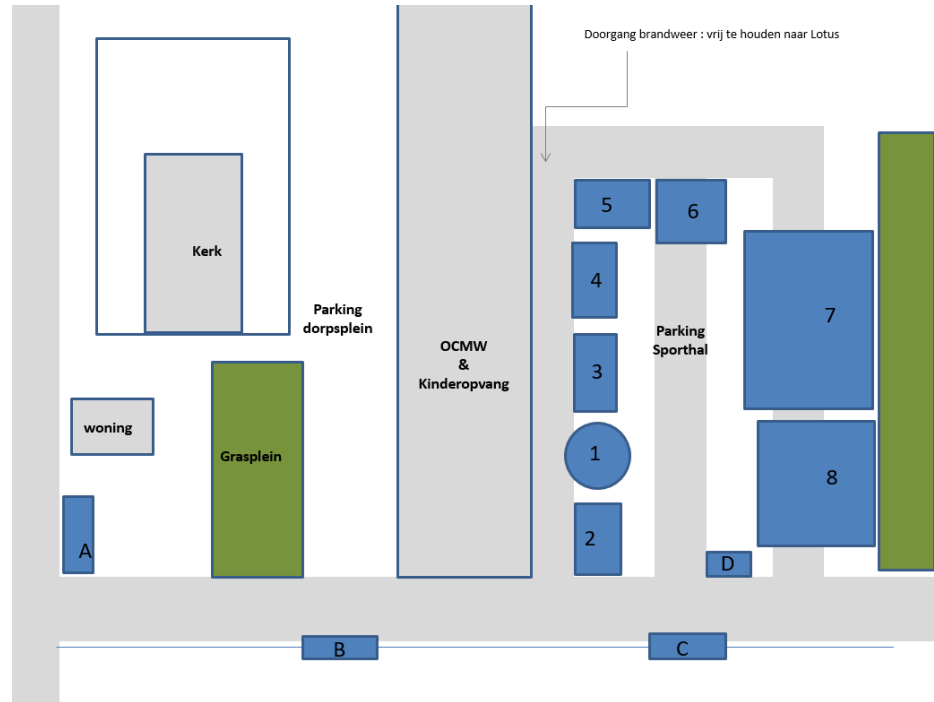 Doorgang brandweer : vrij te houden naar Lotus
5
6
Kerk
4
Parking
dorpsplein
7
Parking
Sporthal
OCMW
&
Kinderopvang
3
woning
Grasplein
1
8
2
A
D
B
C